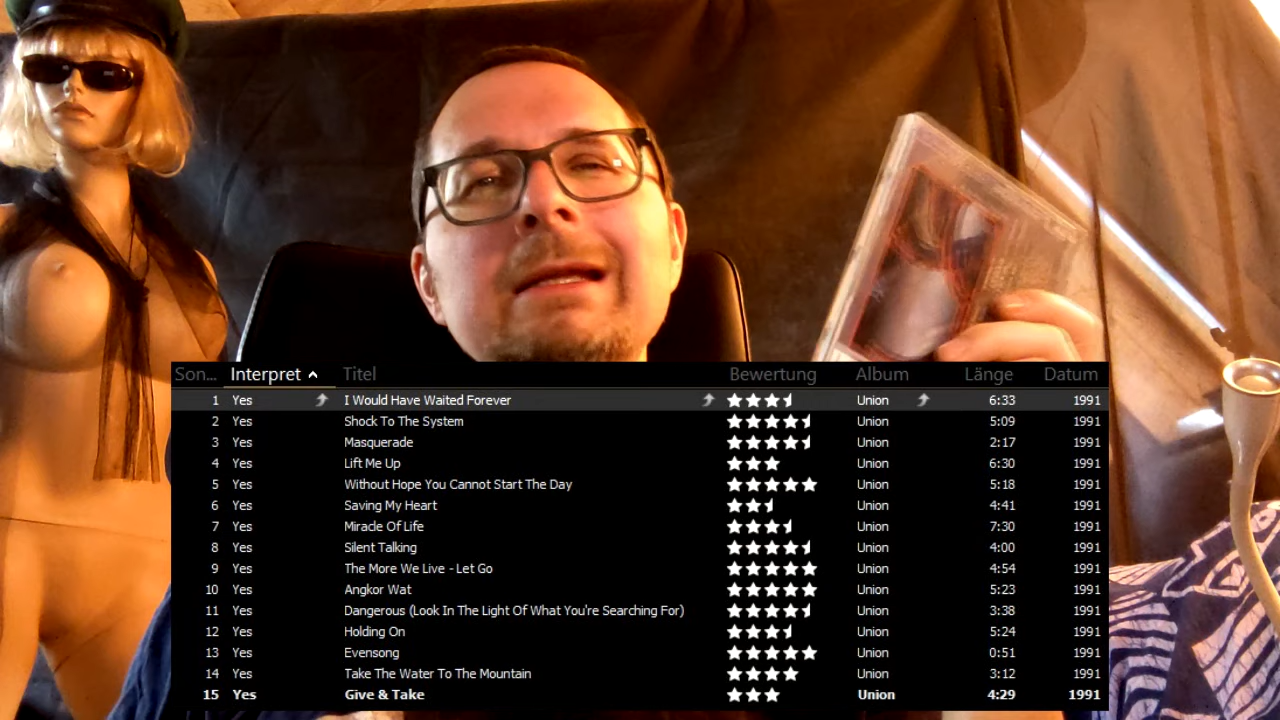 Son... Interpret Titel Bewertung Album Länge Datum
1 Yes I Would Have Waited Forever Union 6:33 1991
2 Yes Shock To The System Union 5:09 1991
3 Yes Masquerade Union 2:17 1991
4 Yes Lift Me Up Union 6:30 1991
5 Yes Without Hope You Cannot Start The Day Union 5:18 1991
6 Yes Saving My Heart Union 4:41 1991
7 Yes Miracle Of Life Union 7:30 1991
8 Yes Silent Talking Union 4:00 1991
9 Yes The More We Live - Let Go Union 4:54 1991
10 Yes Angkor Wat Union 5:23 1991
11 Yes Dangerous (Look In The Light Of What You're Searching For) Union 3:38 1991
12 Yes Holding On Union 5:24 1991
13 Yes Evensong Union 0:51 1991
14 Yes Take The Water To The Mountain Union 3:12 1991
15 Yes Give & Take Union 4:29 1991